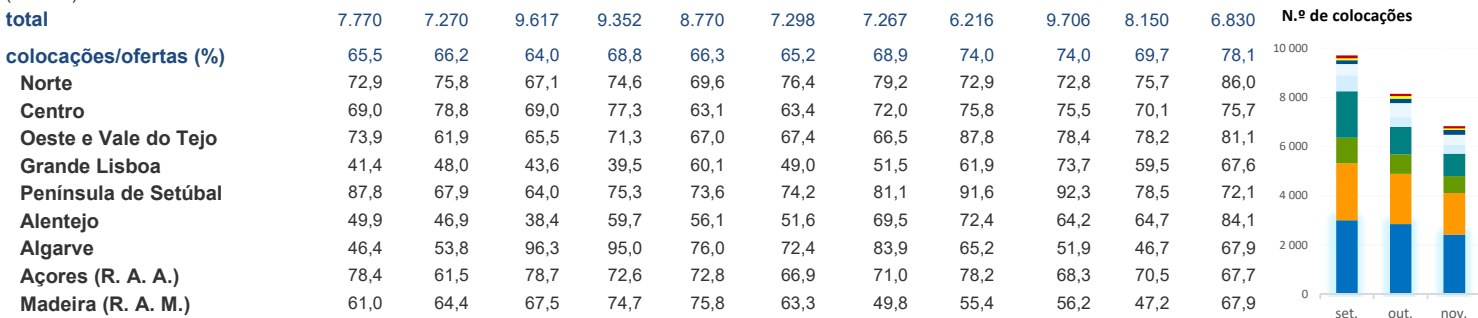 total 7.770 7.270 9.617 9.352 8.770 7.298 7.267 6.216 9.706 8.150 6.830
colocações/ofertas (%) 65,5 66,2 64,0 68,8 66,3 65,2 68,9 74,0 74,0 69,7 78,1
Norte 72,9 75,8 67,1 74,6 69,6 76,4 79,2 72,9 72,8 75,7 86,0
Centro 69,0 78,8 69,0 77,3 63,1 63,4 72,0 75,8 75,5 70,1 75,7
Oeste e Vale do Tejo 73,9 61,9 65,5 71,3 67,0 67,4 66,5 87,8 78,4 78,2 81,1
Grande Lisboa 41,4 48,0 43,6 39,5 60,1 49,0 51,5 61,9 73,7 59,5 67,6
Península de Setúbal 87,8 67,9 64,0 75,3 73,6 74,2 81,1 91,6 92,3 78,5 72,1
Alentejo 49,9 46,9 38,4 59,7 56,1 51,6 69,5 72,4 64,2 64,7 84,1
Algarve 46,4 53,8 96,3 95,0 76,0 72,4 83,9 65,2 51,9 46,7 67,9
Açores (R. A. A.) 78,4 61,5 78,7 72,6 72,8 66,9 71,0 78,2 68,3 70,5 67,7
Madeira (R. A. M.) 61,0 64,4 67,5 74,7 75,8 63,3 49,8 55,4 56,2 47,2 67,9
N.º de colocações
10 000
8 000
6 000
4 000
2 000
0
set. out. nov.